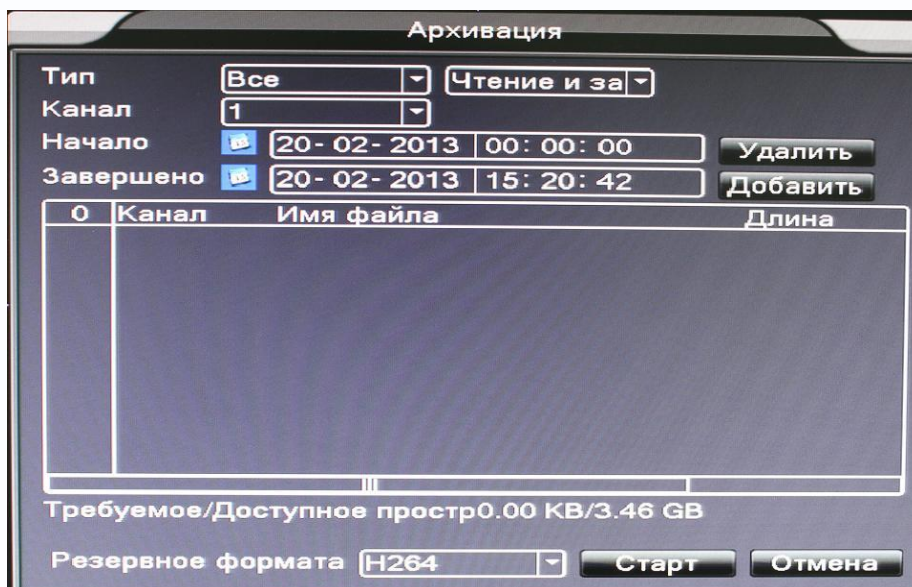 Архивация
Тип Все Чтение и за
Канал 1
Начало 20-02-2013 00:00:00 Удалить
Завершено 20-02-2013 15:20:42 Добавить
0 Канал Имя файла Длина
Требуемое/Доступное простр0.00 KB/3.46 GB
Резервное формата H264 Старт Отмена